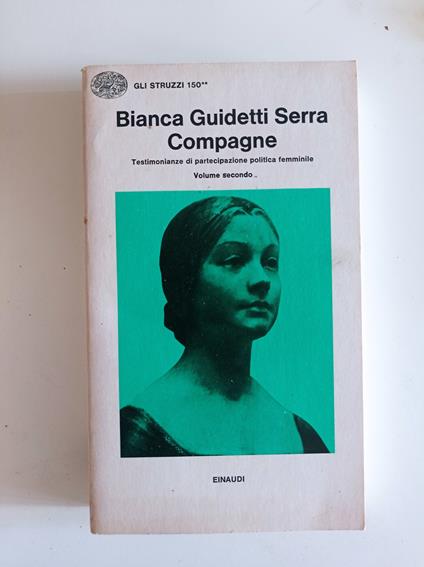 GLI STRUZZI 150**
Bianca Guidetti Serra
Compagne
Testimonianze di partecipazione politica femminile
Volume secondo
EINAUDI